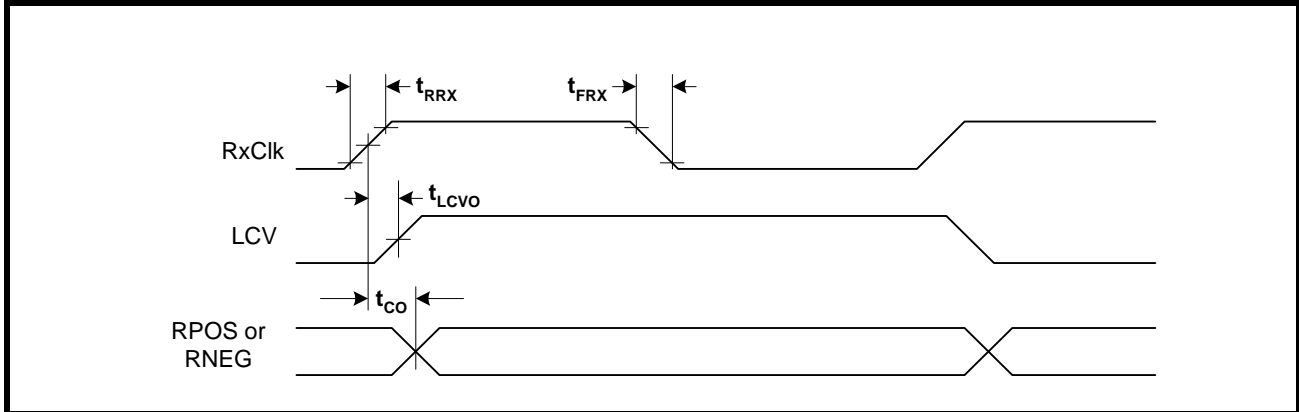 tRRX
tFRX
RxClk
tLCVO
LCV
tCO
RPOS or
RNEG